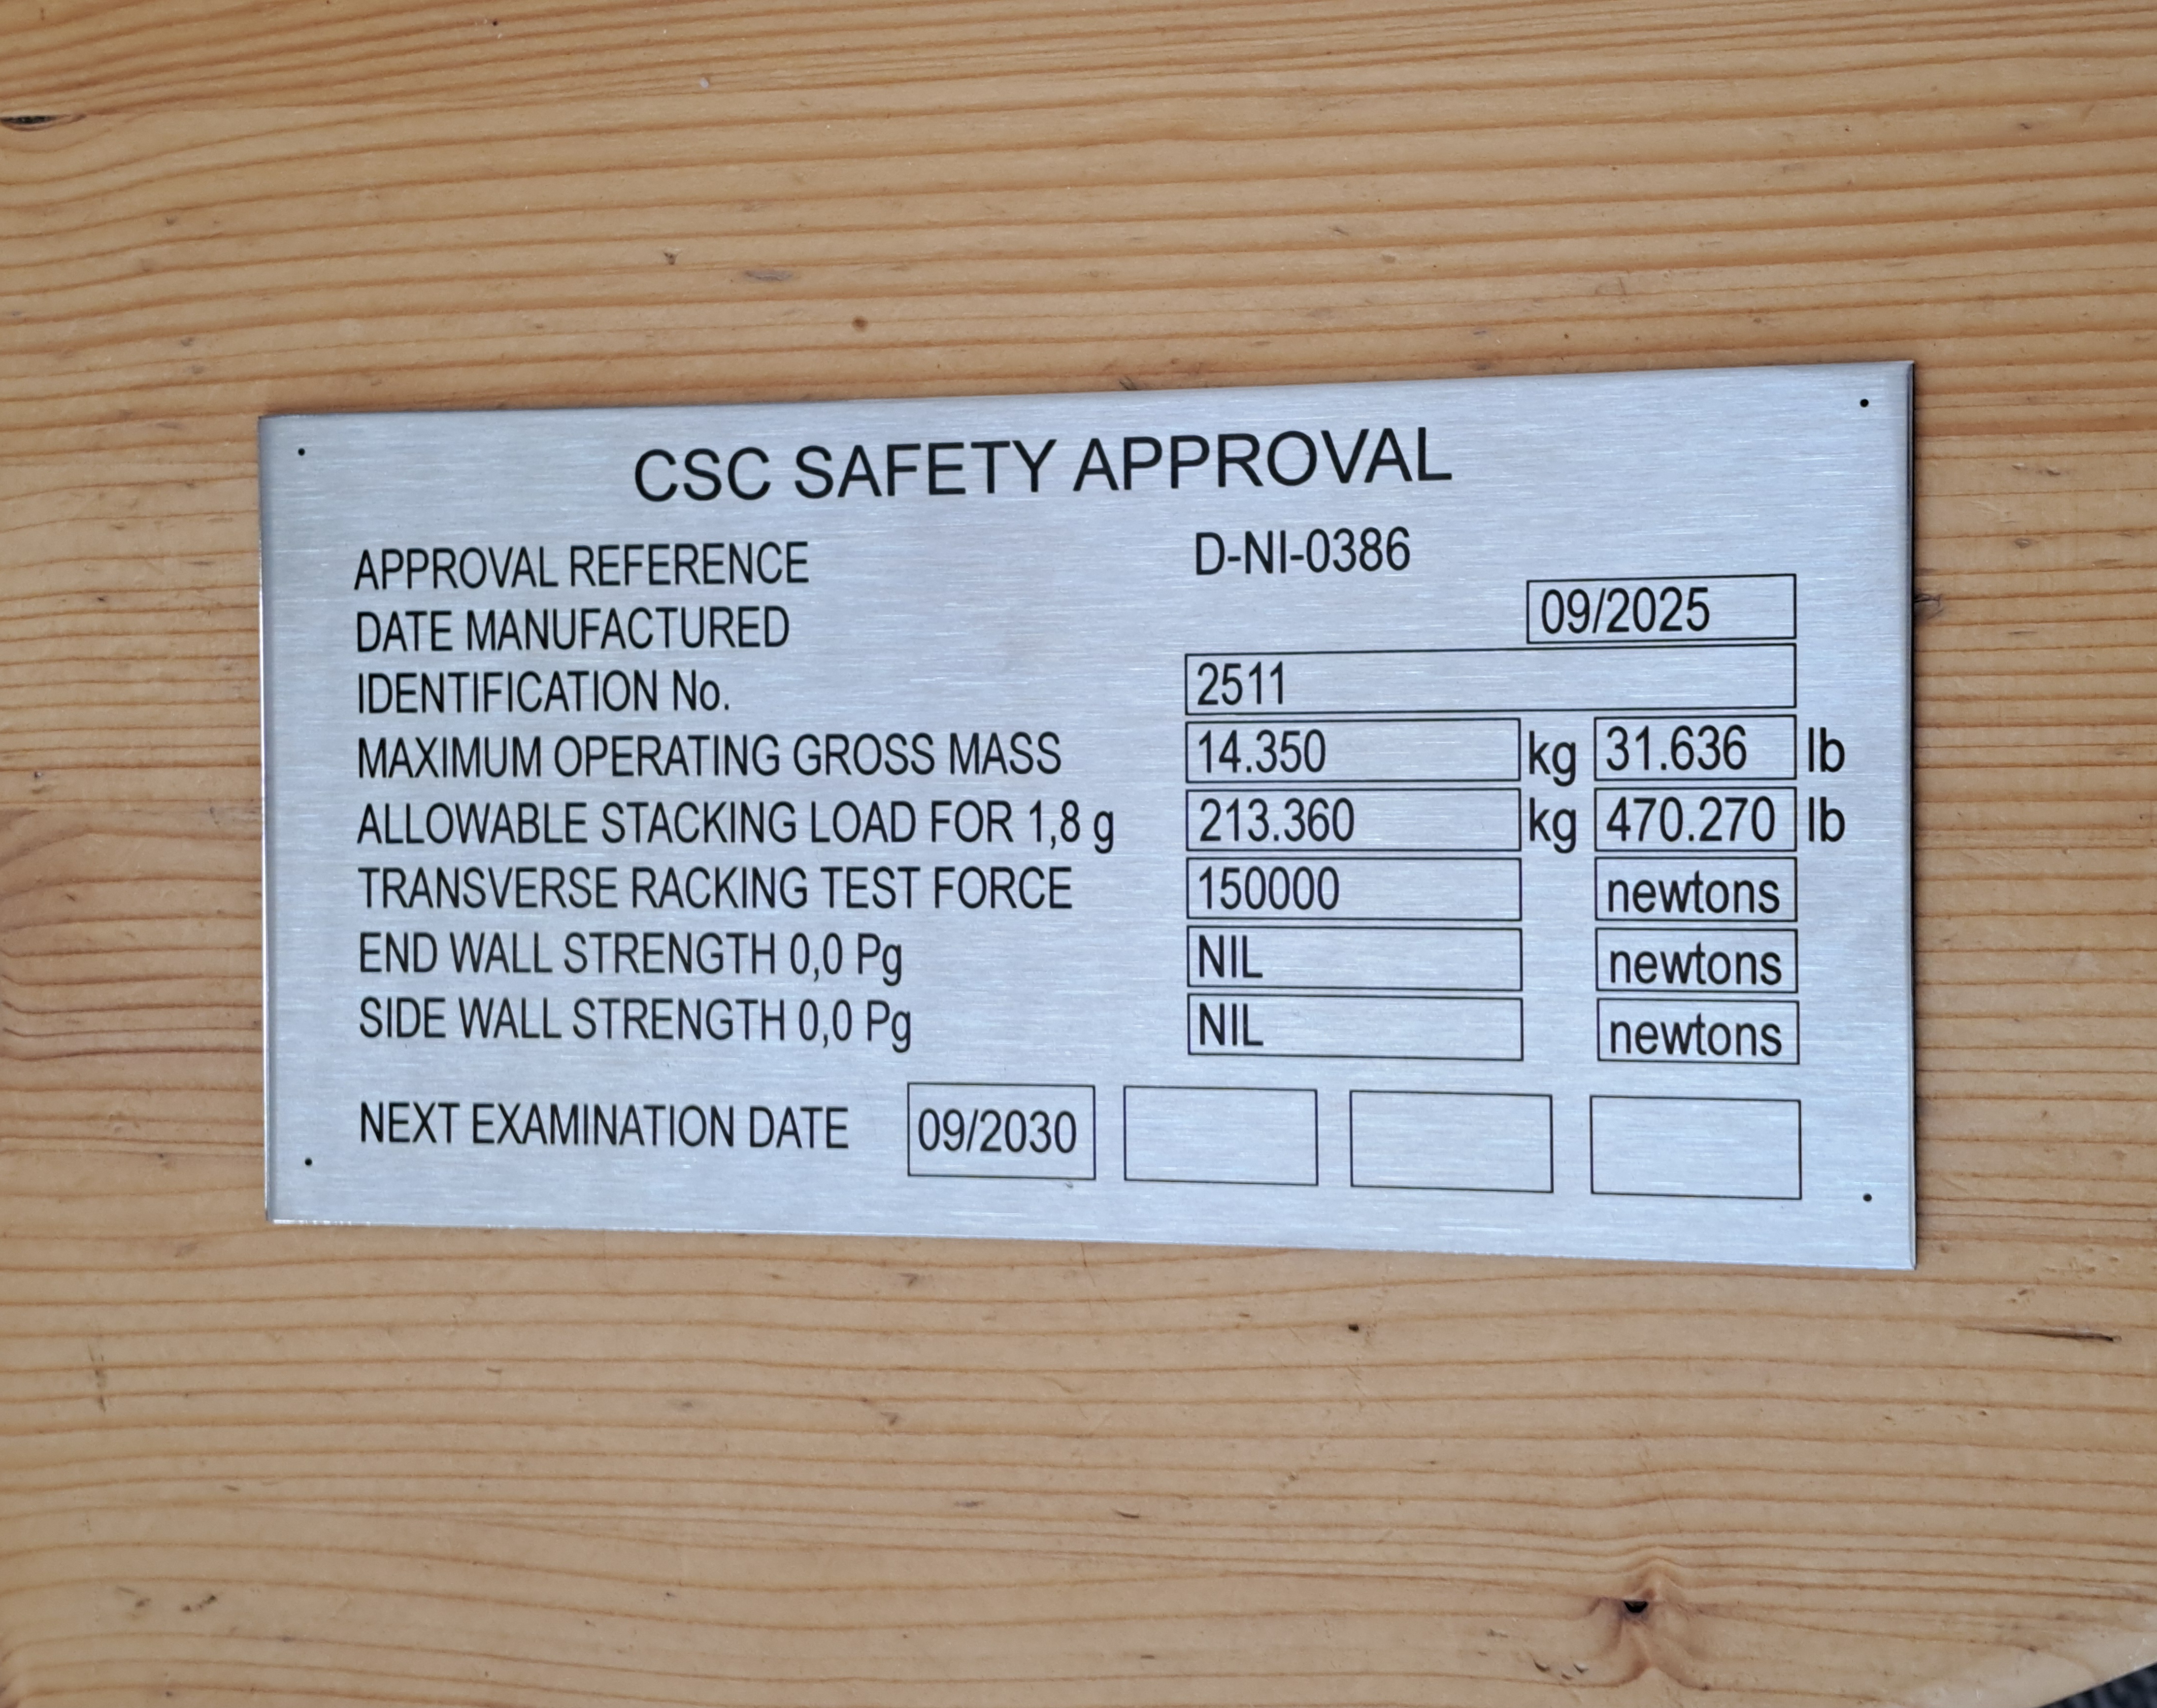 CSC SAFETY APPROVAL
APPROVAL REFERENCE D-NI-0386
DATE MANUFACTURED 09/2025
IDENTIFICATION No. 2511
MAXIMUM OPERATING GROSS MASS 14.350 kg 31.636 lb
ALLOWABLE STACKING LOAD FOR 1,8 g 213.360 kg 470.270 lb
TRANSVERSE RACKING TEST FORCE 150000 newtons
END WALL STRENGTH 0,0 Pg NIL newtons
SIDE WALL STRENGTH 0,0 Pg NIL newtons
NEXT EXAMINATION DATE 09/2030